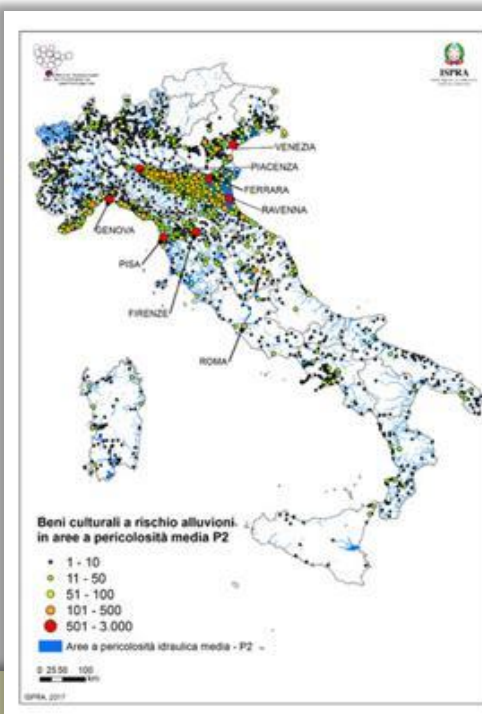 ISPRA
VENEZIA
PIACENZA
FERRARA
RAVENNA
GENOVA
PISA
FIRENZE
ROMA
Beni culturali a rischio alluvioni
in aree a pericolosità media P2
1 - 10
11 - 50
51 - 100
101 - 500
501 - 3.000
Aree a pericolosità idraulica media - P2
0 25 50 100
km
ISPRA, 2017